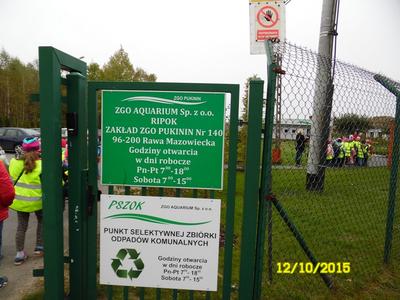 ZGO PUKININ
ZGO AQUARIUM Sp. z o.o.
RIPOK
ZAKŁAD ZGO PUKININ Nr 140
96-200 Rawa Mazowiecka
Godziny otwarcia
w dni robocze
Pn-Pt 7⁰⁰-18⁰⁰
Sobota 7⁰⁰-15⁰⁰
PSZOK
ZGO AQUARIUM Sp. z o.o.
PUNKT SELEKTYWNEJ ZBIÓRKI
ODPADÓW KOMUNALNYCH
Godziny otwarcia
w dni robocze
Pn-Pt 7⁰⁰-18⁰⁰
Sobota 7⁰⁰-15⁰⁰
12/10/2015